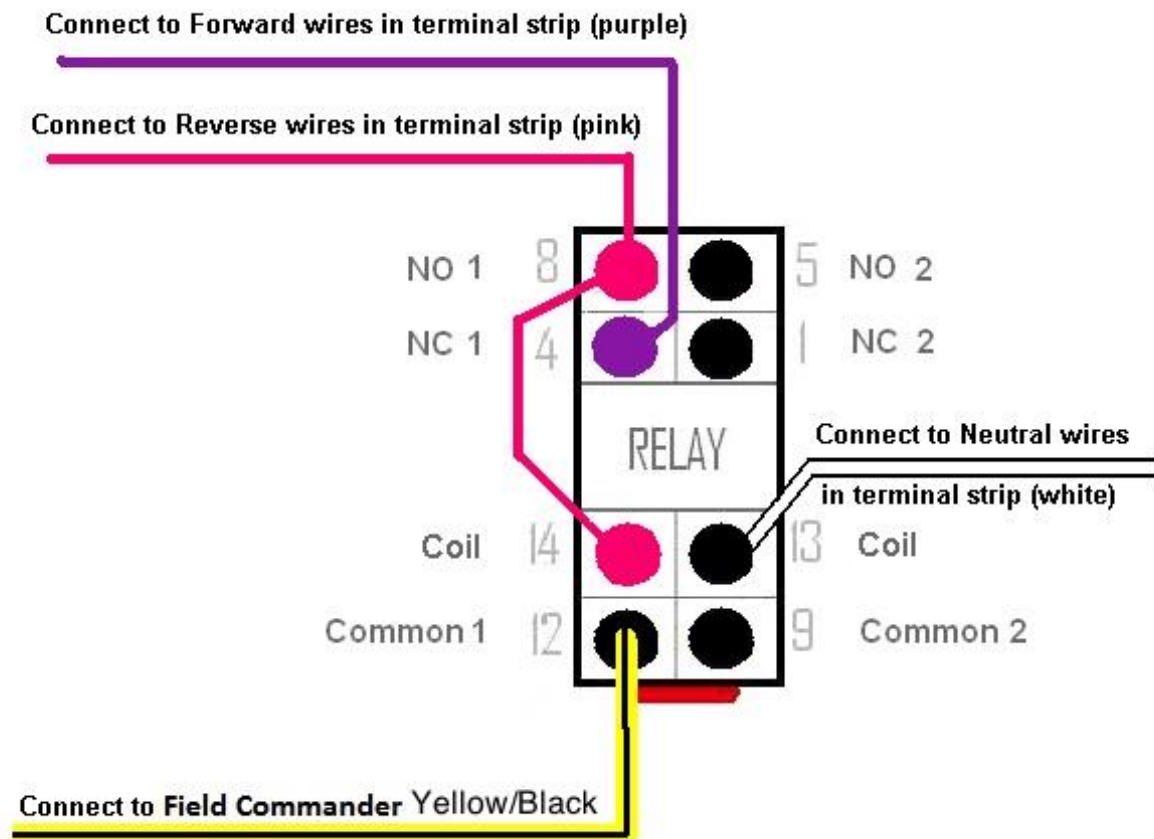 Connect to Forward wires in terminal strip (purple)
Connect to Reverse wires in terminal strip (pink)
NO 1 8 5 NO 2
NC 1 4 1 NC 2
RELAY
Connect to Neutral wires
in terminal strip (white)
Coil 14 13 Coil
Common 1 12 9 Common 2
Connect to Field Commander Yellow/Black